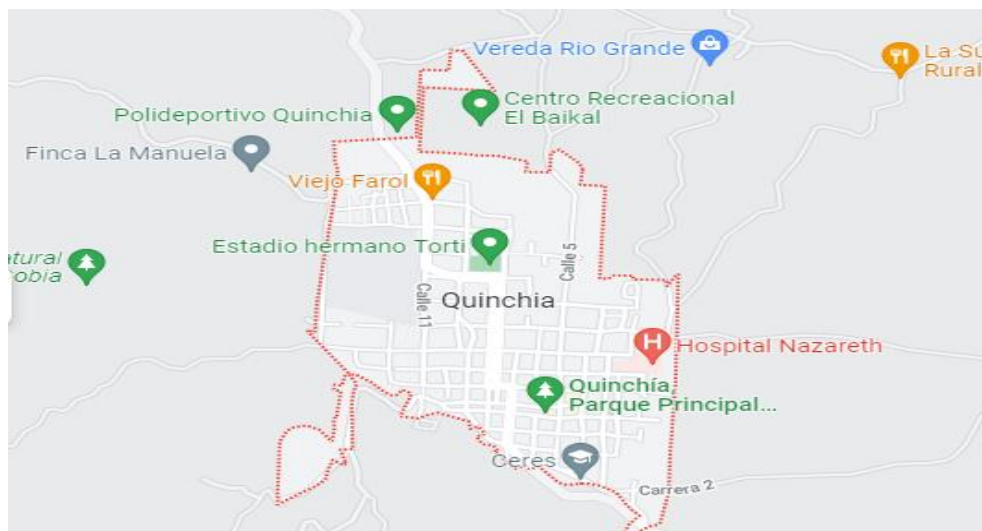 Vereda Rio Grande
La Su
Rural
Centro Recreacional
El Baikal
Polideportivo Quinchia
Finca La Manuela
Viejo Farol
Estadio hermano Torti
Calle 5
atural
obia
Calle 11
Quinchia
Hospital Nazareth
Quinchía,
Parque Principal...
Ceres
Carrera 2
H